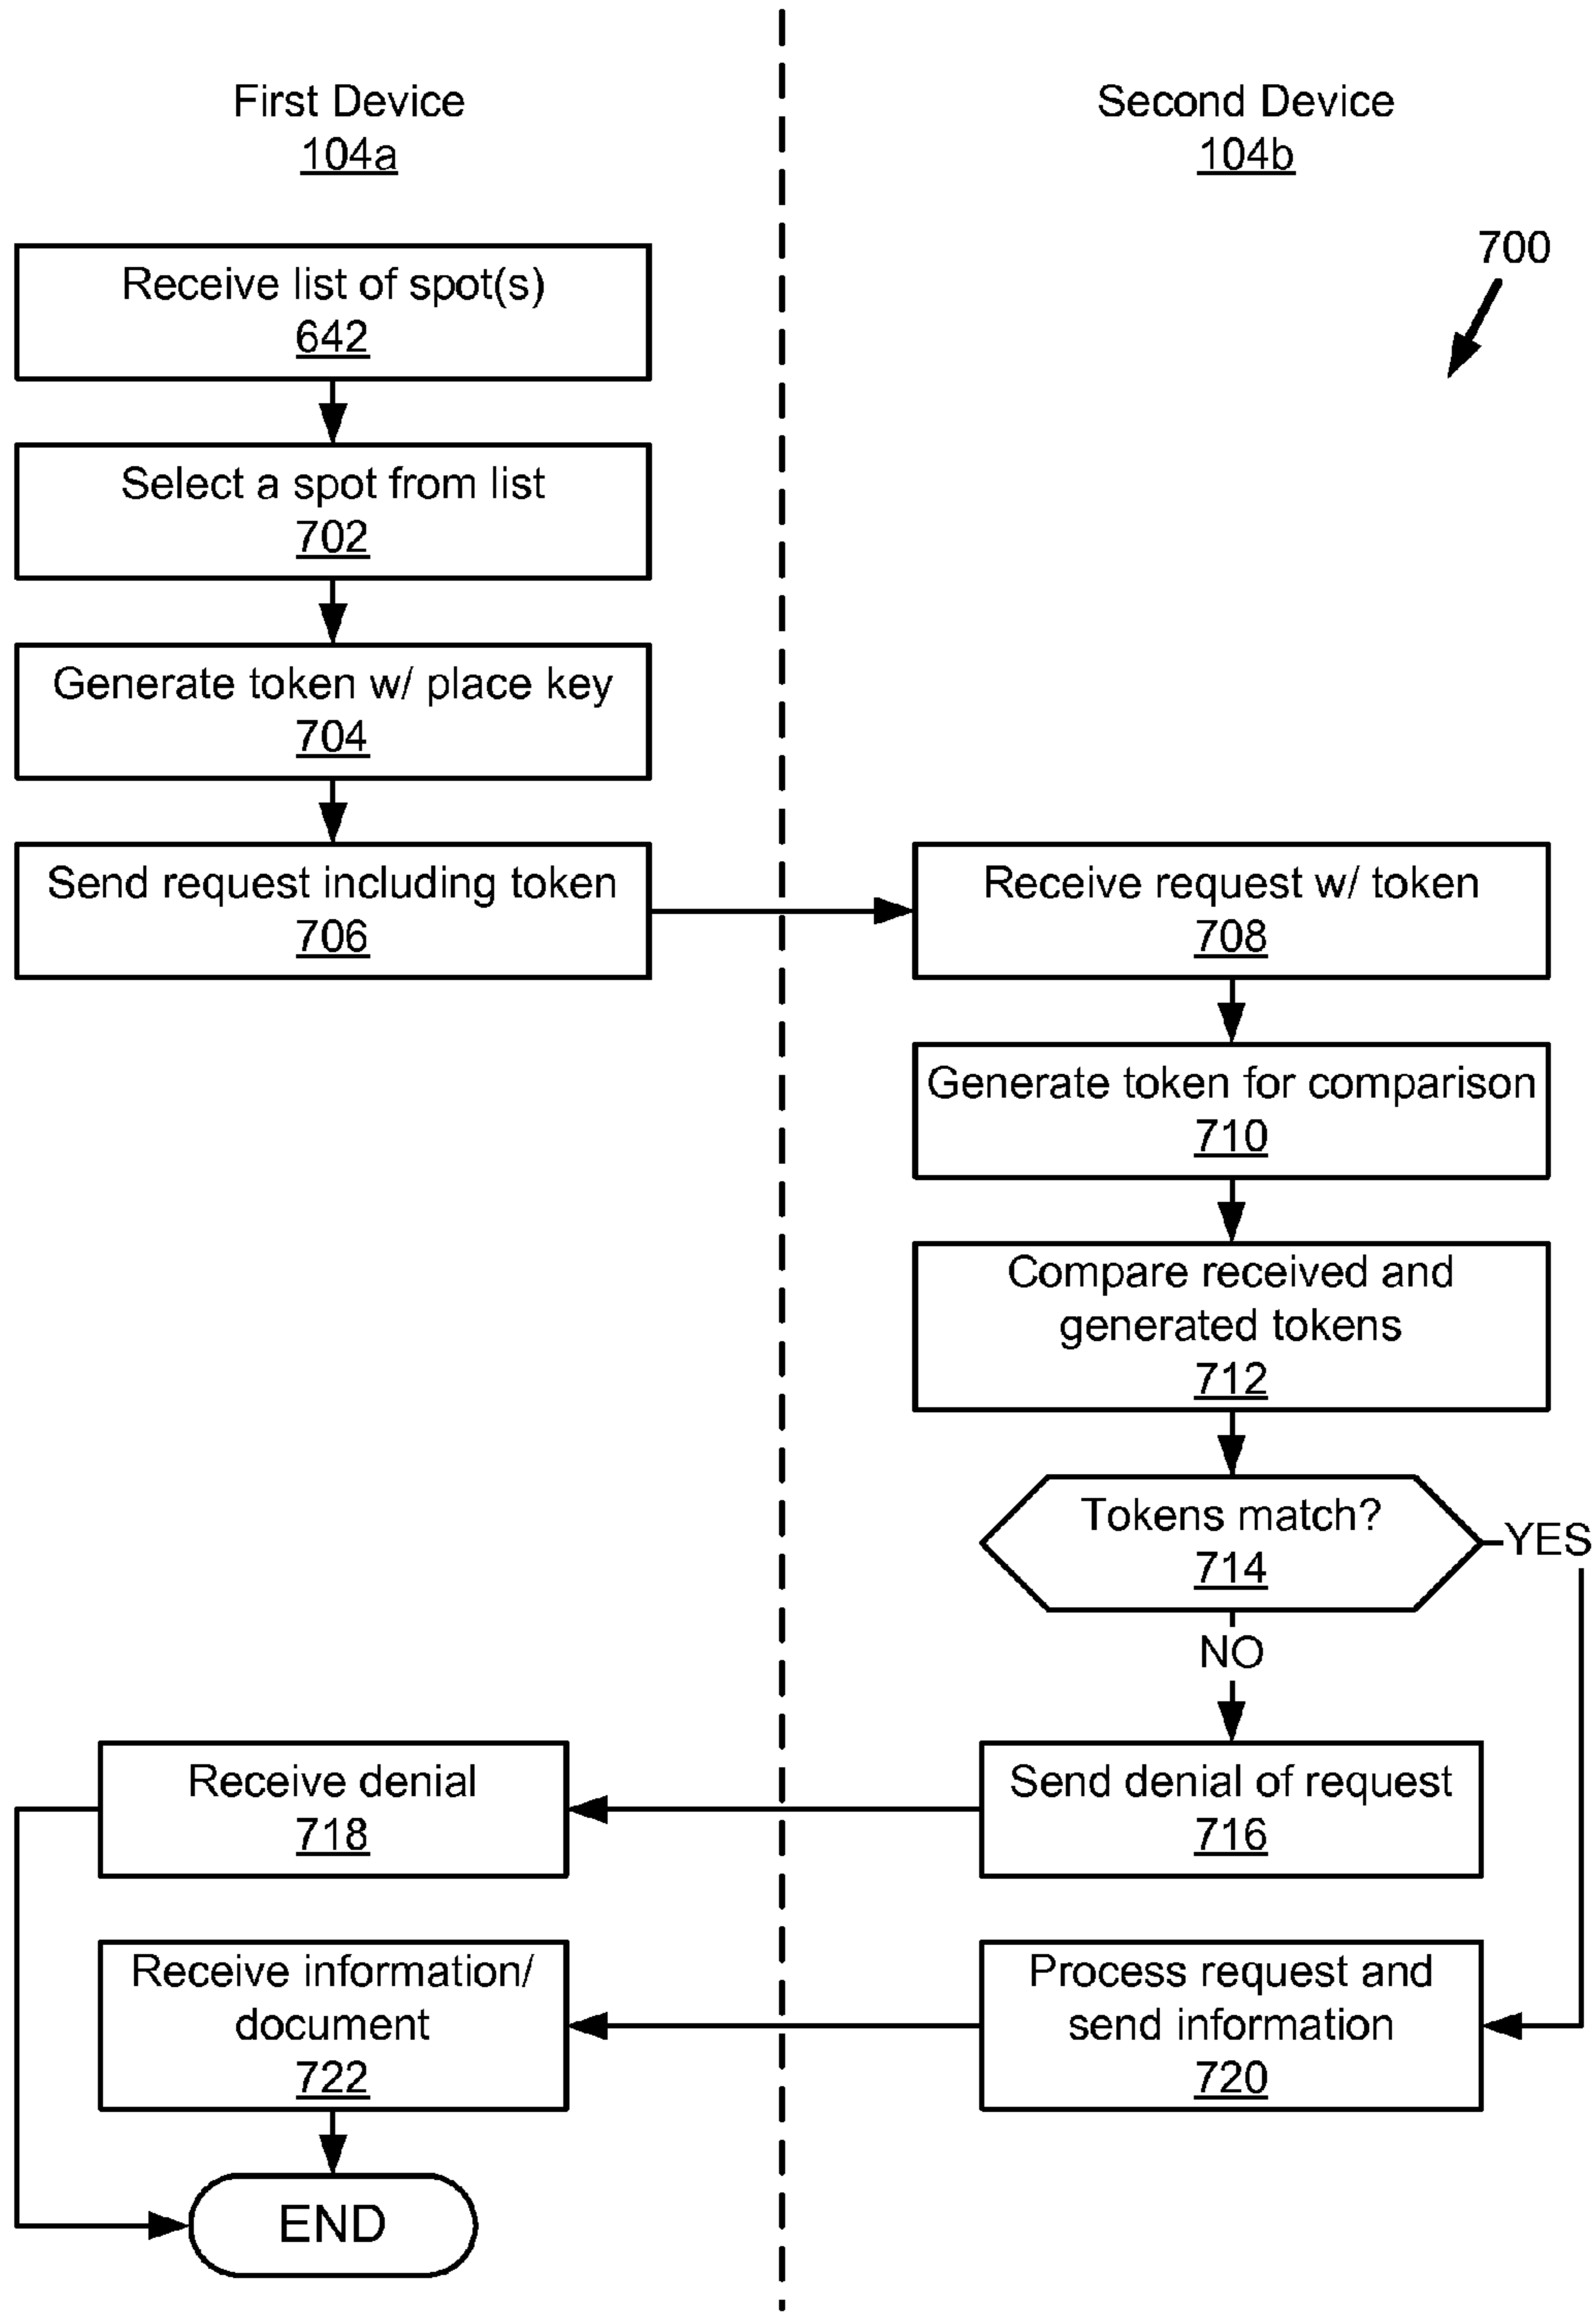 First Device
104a
Second Device
104b
700
Receive list of spot(s)
642
Select a spot from list
702
Generate token w/ place key
704
Send request including token
706
Receive request w/ token
708
Generate token for comparison
710
Compare received and
generated tokens
712
Tokens match?
714
YES
NO
Receive denial
718
Send denial of request
716
Receive information/
document
722
Process request and
send information
720
END